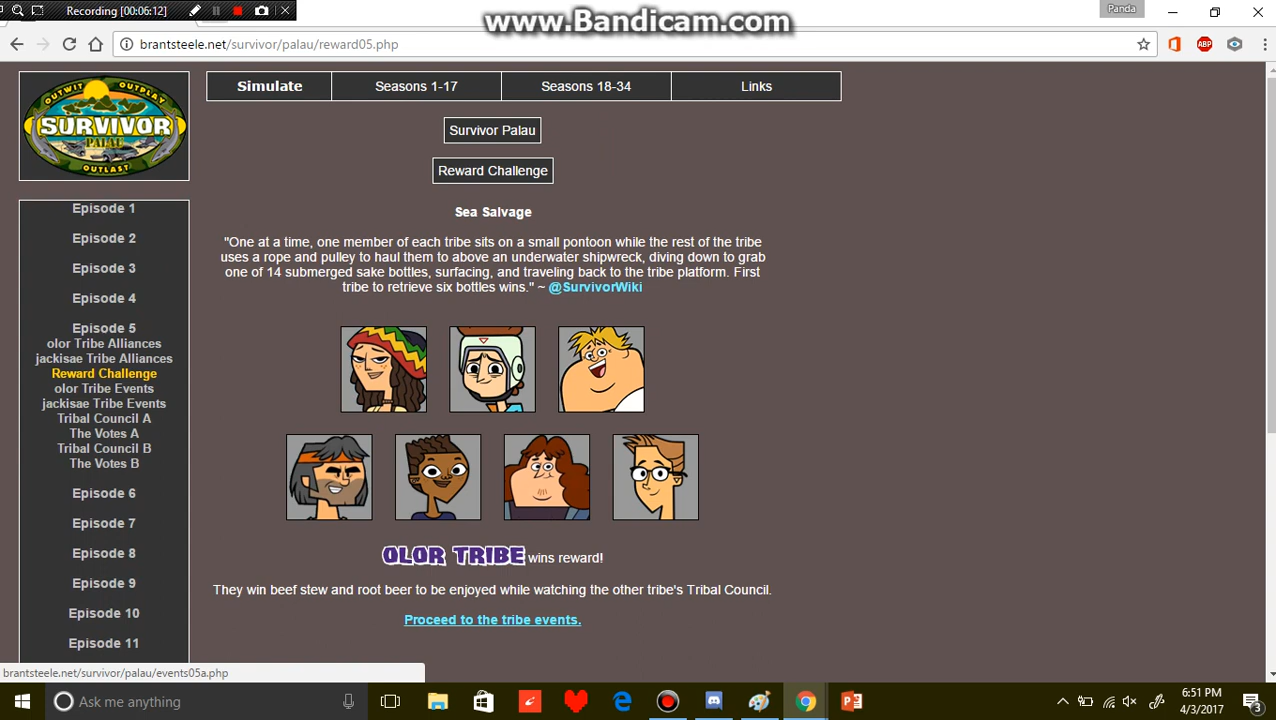 Recording [00:06:12]
www.Bandicam.com
Panda
brantsteele.net/survivor/palau/reward05.php
ABP
OUTWIT OUTPLAY
SURVIVOR
PALAU
OUTLAST
Simulate
Seasons 1-17
Seasons 18-34
Links
Survivor Palau
Reward Challenge
Sea Salvage
"One at a time, one member of each tribe sits on a small pontoon while the rest of the tribe
uses a rope and pulley to haul them to above an underwater shipwreck, diving down to grab
one of 14 submerged sake bottles, surfacing, and traveling back to the tribe platform. First
tribe to retrieve six bottles wins." ~ @SurvivorWiki
Episode 1
Episode 2
Episode 3
Episode 4
Episode 5
olor Tribe Alliances
jackisae Tribe Alliances
Reward Challenge
olor Tribe Events
jackisae Tribe Events
Tribal Council A
The Votes A
Tribal Council B
The Votes B
Episode 6
Episode 7
Episode 8
Episode 9
Episode 10
Episode 11
OLOR TRIBE wins reward!
They win beef stew and root beer to be enjoyed while watching the other tribe's Tribal Council.
Proceed to the tribe events.
brantsteele.net/survivor/palau/events05a.php
Ask me anything
6:51 PM
4/3/2017
3